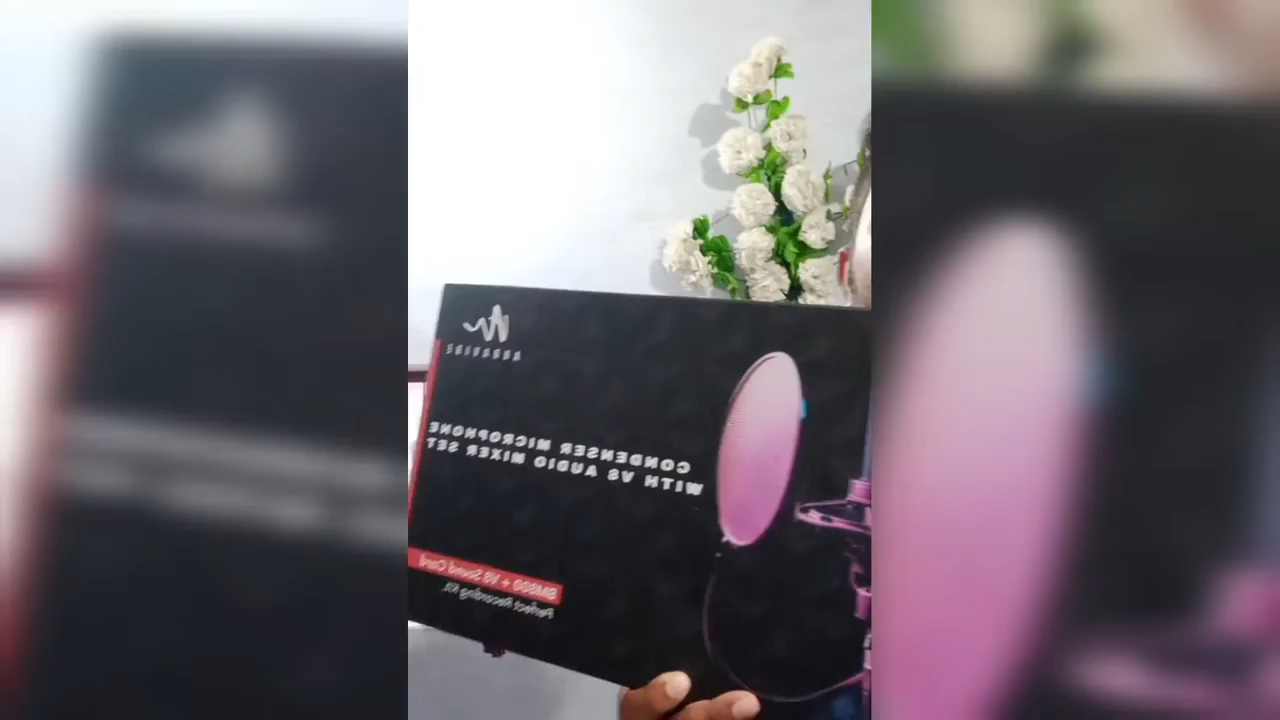 CONDENSER MICROPHONE
WITH V8 AUDIO MIXER SET
BM800 + V8 Sound Card
Perfect Recording Kit.